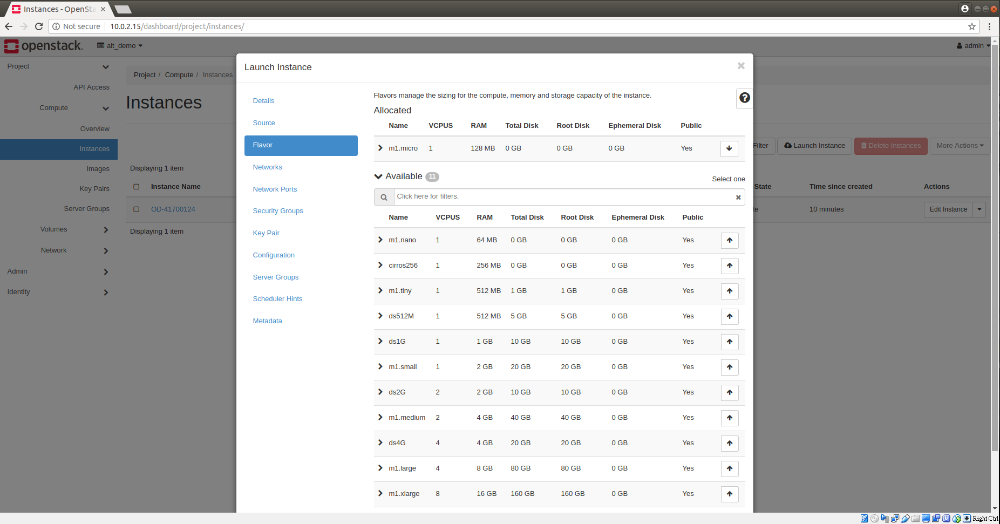 Instances - OpenSta
Not secure 10.0.2.15/dashboard/project/instances/
openstack. alt_demo admin
Project
API Access
Compute
Overview
Instances
Images
Key Pairs
Server Groups
Volumes
Network
Admin
Identity
Project / Compute / Instances
Instances
Filter Launch Instance Delete Instances More Actions
Displaying 1 item
Instance Name State Time since created Actions
OD-41700124 10 minutes Edit Instance
Displaying 1 item
Launch Instance
Details
Source
Flavor
Networks
Network Ports
Security Groups
Key Pair
Configuration
Server Groups
Scheduler Hints
Metadata
Flavors manage the sizing for the compute, memory and storage capacity of the instance.
Allocated
Name VCPUS RAM Total Disk Root Disk Ephemeral Disk Public
m1.micro 1 128 MB 0 GB 0 GB 0 GB Yes
Available 11
Select one
Click here for filters.
Name VCPUS RAM Total Disk Root Disk Ephemeral Disk Public
m1.nano 1 64 MB 0 GB 0 GB 0 GB Yes
cirros256 1 256 MB 0 GB 0 GB 0 GB Yes
m1.tiny 1 512 MB 1 GB 1 GB 0 GB Yes
ds512M 1 512 MB 5 GB 5 GB 0 GB Yes
ds1G 1 1 GB 10 GB 10 GB 0 GB Yes
m1.small 1 2 GB 20 GB 20 GB 0 GB Yes
ds2G 2 2 GB 10 GB 10 GB 0 GB Yes
m1.medium 2 4 GB 40 GB 40 GB 0 GB Yes
ds4G 4 4 GB 20 GB 20 GB 0 GB Yes
m1.large 4 8 GB 80 GB 80 GB 0 GB Yes
m1.xlarge 8 16 GB 160 GB 160 GB 0 GB Yes
Right Ctrl